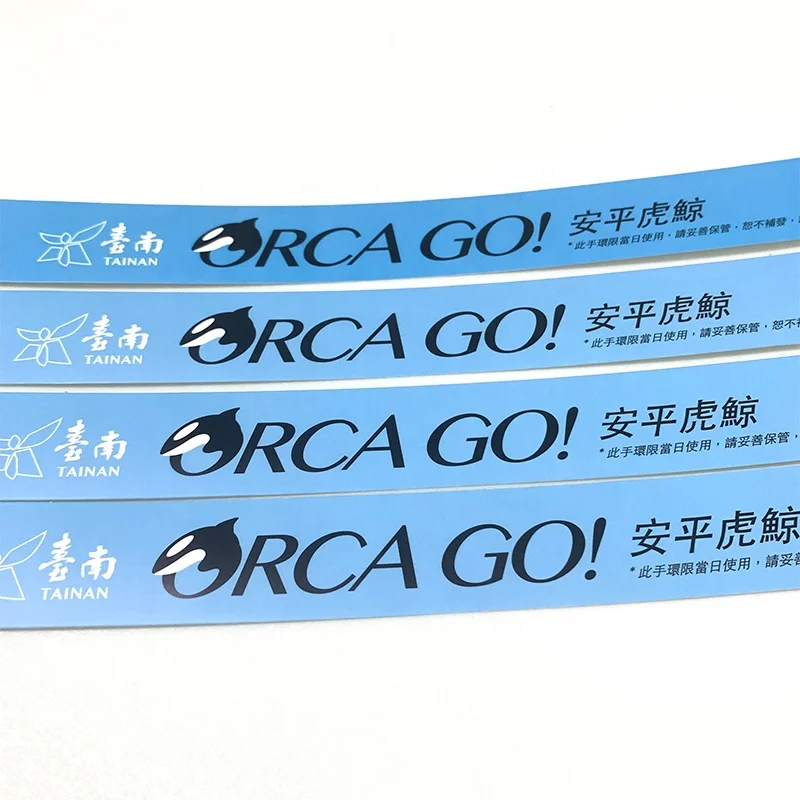 臺南
TAINAN
ORCA GO!
安平虎鯨
*此手環限當日使用，請妥善保管，恕不補發，
臺南
TAINAN
ORCA GO!
安平虎鯨
*此手環限當日使用，請妥善保管，恕不補
臺南
TAINAN
ORCA GO!
安平虎鯨
*此手環限當日使用，請妥善保管，
臺南
TAINAN
ORCA GO!
安平虎鯨
*此手環限當日使用，請妥善